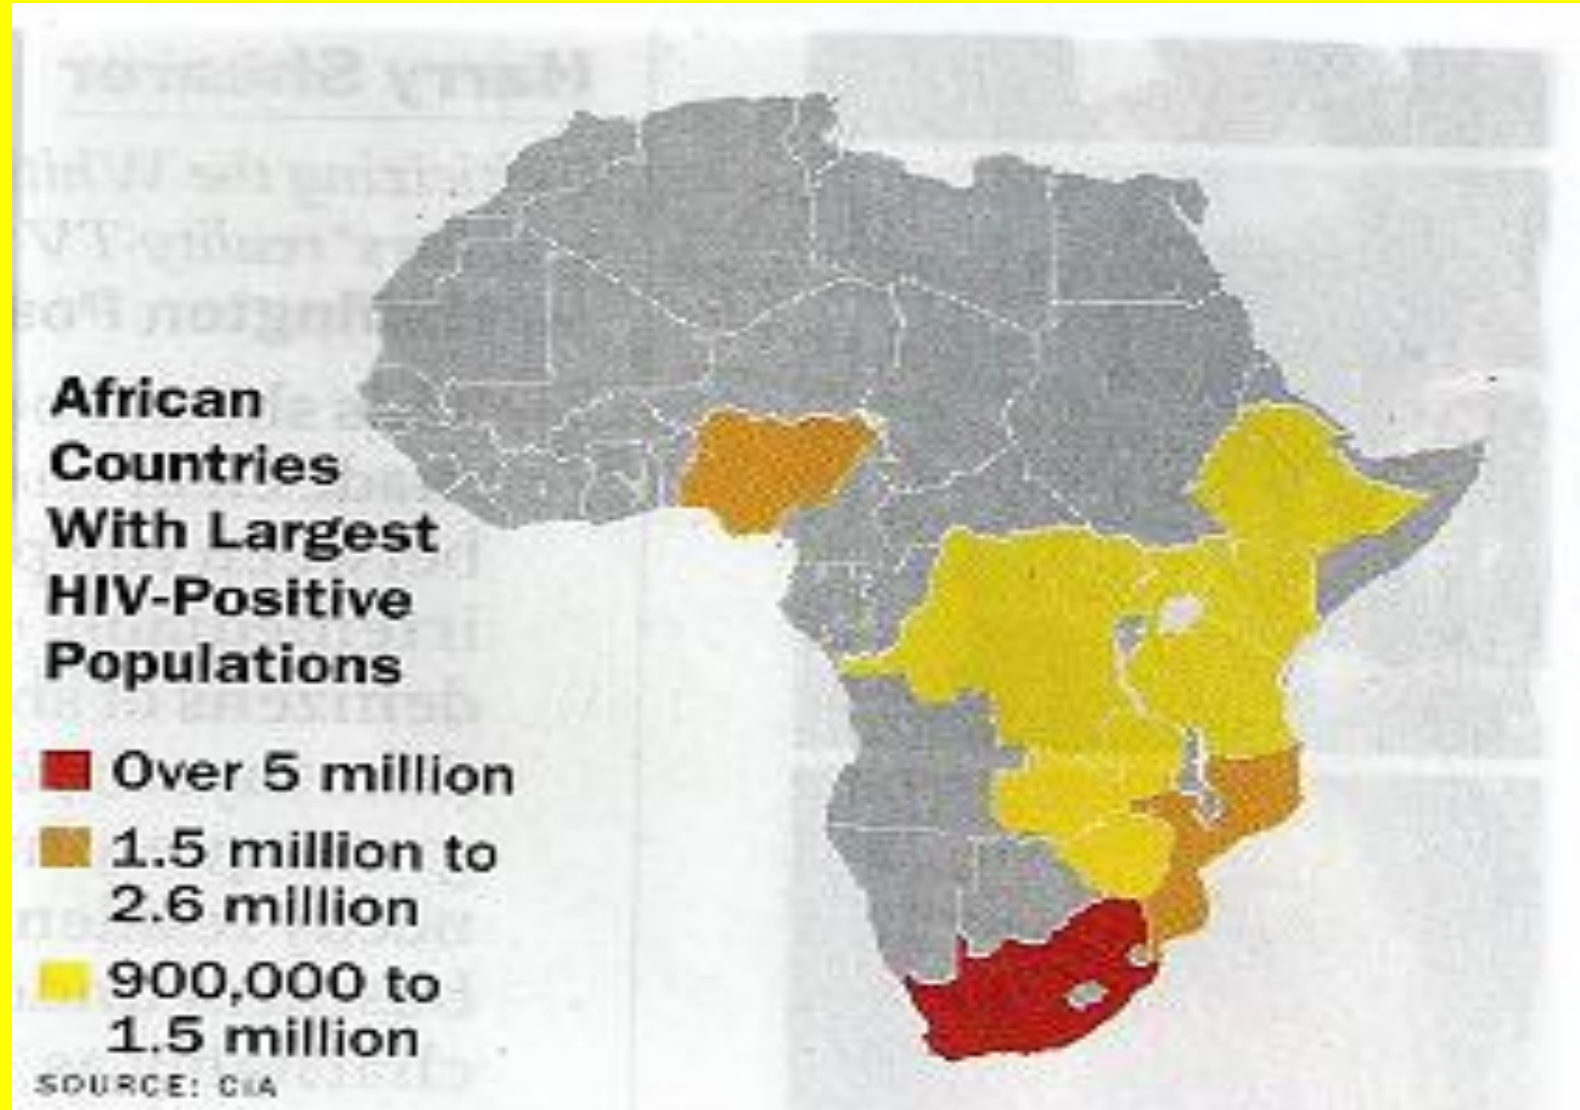 African
Countries
With Largest
HIV-Positive
Populations
Over 5 million
1.5 million to
2.6 million
900,000 to
1.5 million
SOURCE: CIA